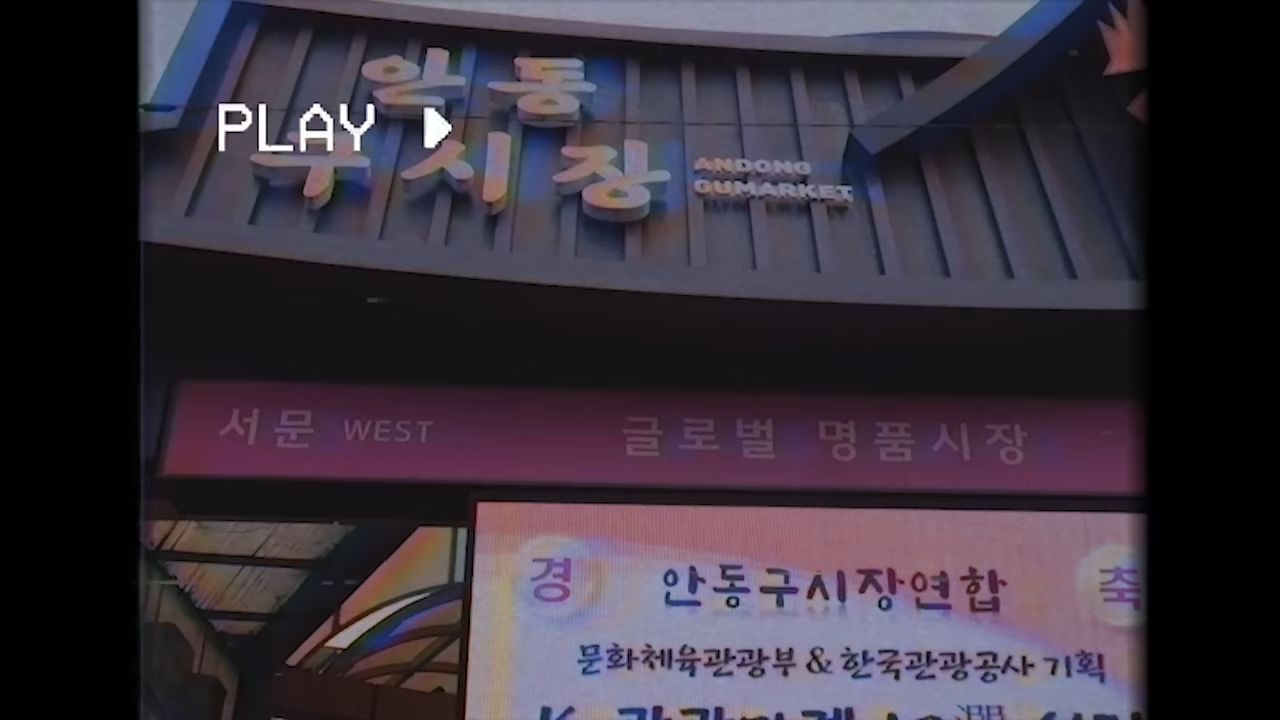 안동
PLAY
구시장
ANDONG
GUMARKET
서문 WEST 글로벌 명품시장
경 안동구시장연합 축
문화체육관광부 & 한국관광공사 기획